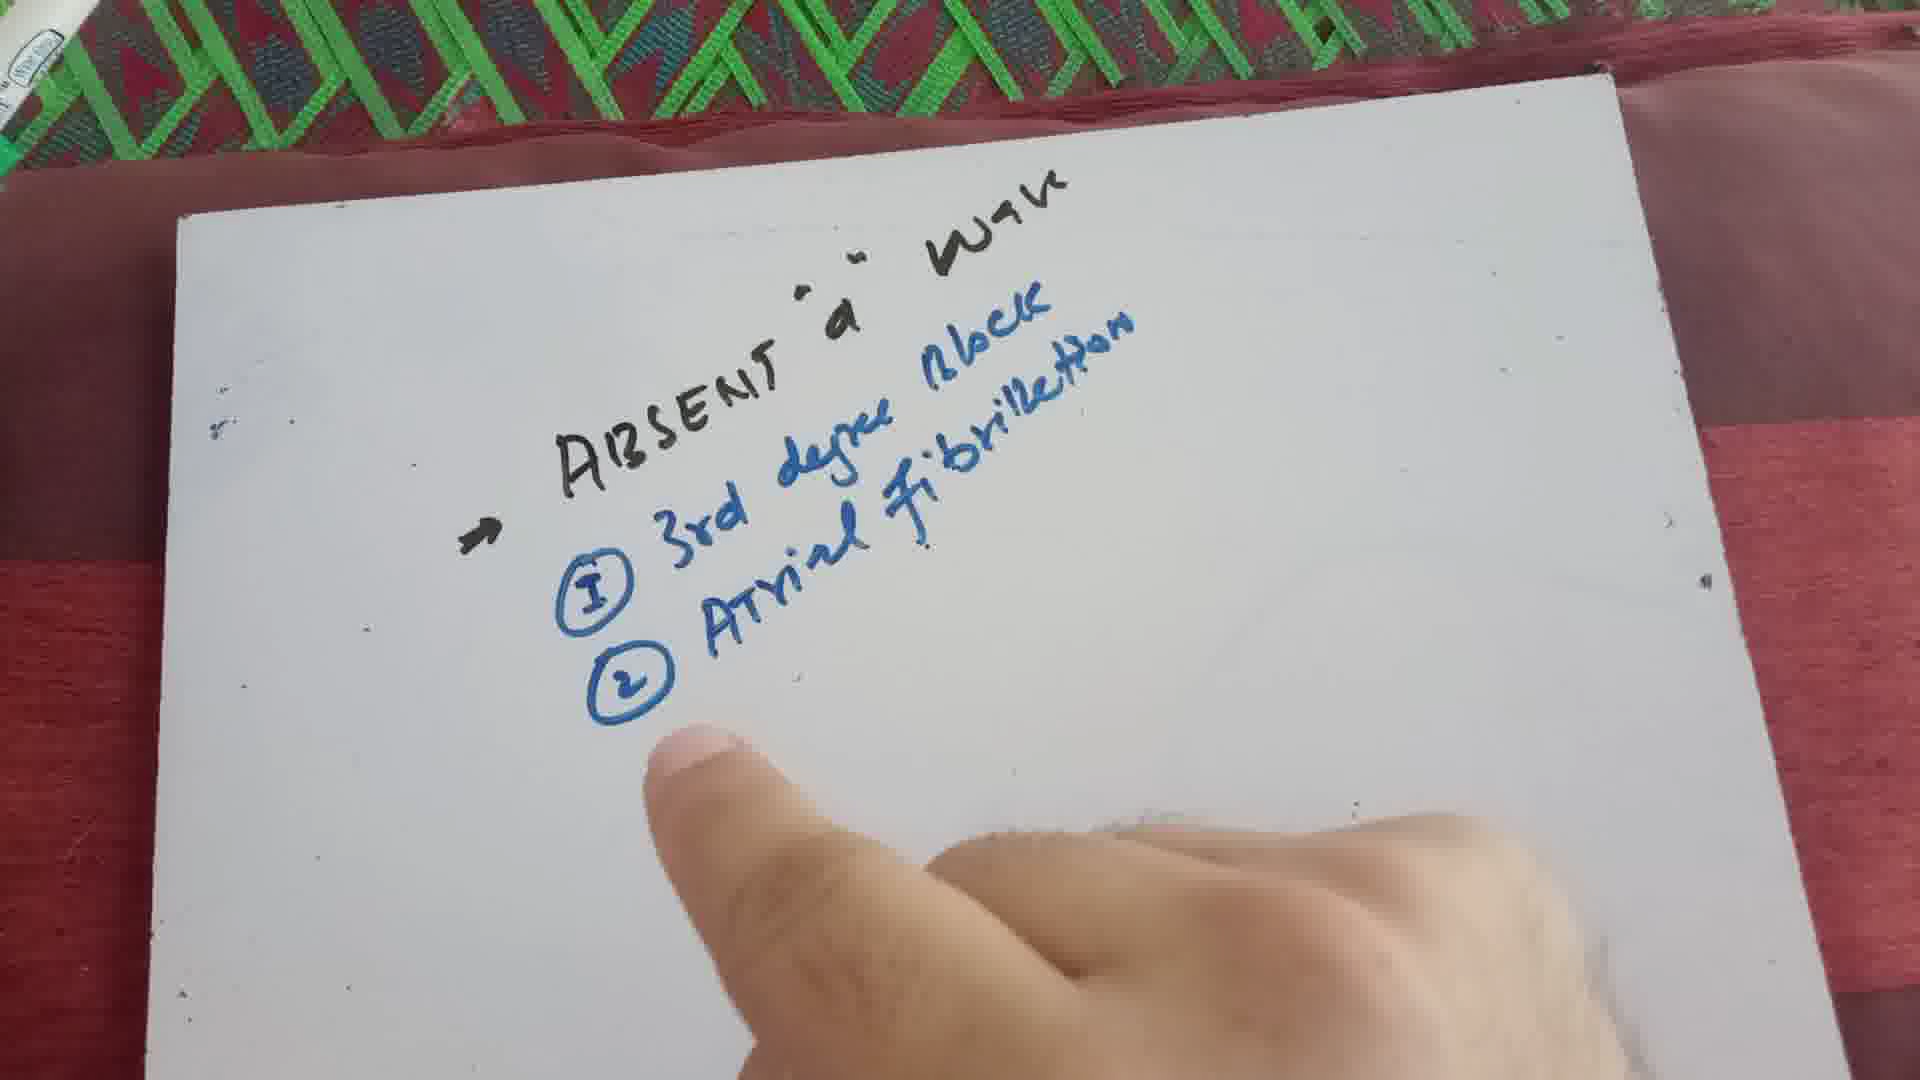 ABSENT "a" wave
→
① 3rd degree Block
② Atrial fibrillation